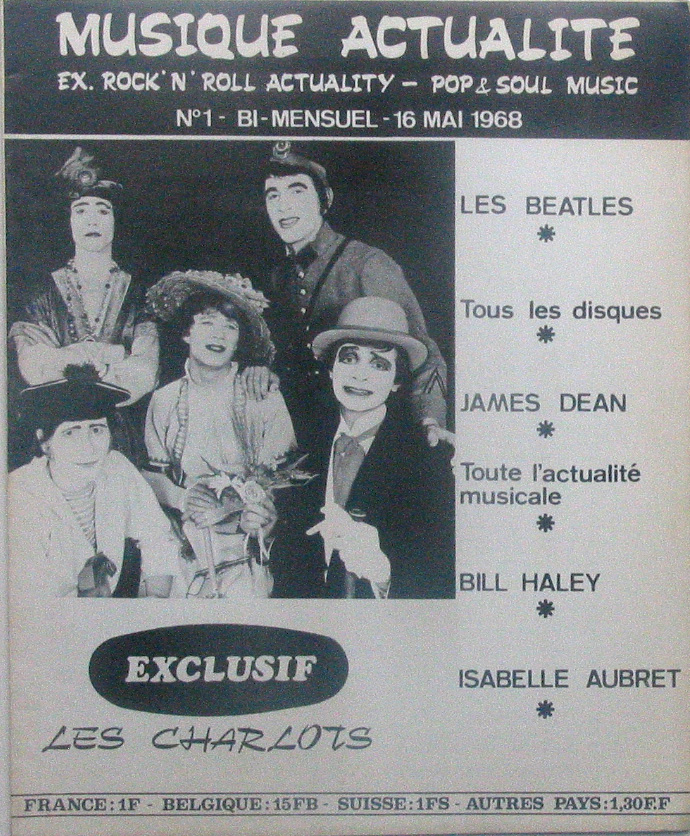 MUSIQUE ACTUALITE
EX. ROCK'N'ROLL ACTUALITY – POP & SOUL MUSIC
N°1 - BI-MENSUEL - 16 MAI 1968
LES BEATLES
Tous les disques
JAMES DEAN
Toute l'actualité
musicale
BILL HALEY
ISABELLE AUBRET
EXCLUSIF
LES CHARLOTS
FRANCE: 1F - BELGIQUE: 15FB - SUISSE: 1FS - AUTRES PAYS: 1,30F.F